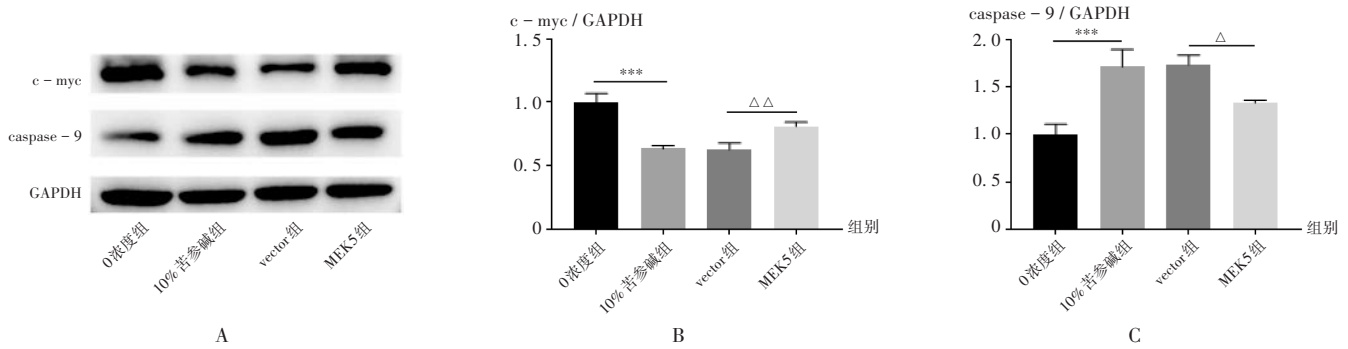 c－myc
caspase－9
GAPDH
0浓度组
10%苦参碱组
vector组
MEK5组
A
c－myc / GAPDH
1.5
1.0
0.5
0
***
△△
组别
0浓度组
10%苦参碱组
vector组
MEK5组
B
caspase－9 / GAPDH
2.0
1.5
1.0
0.5
0
***
△
组别
0浓度组
10%苦参碱组
vector组
MEK5组
C